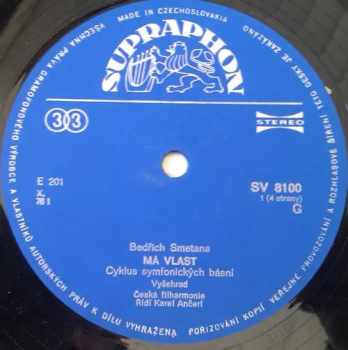 MADE IN CZECHOSLOVAKIA
SUPRAPHON
33
STEREO
E 201
SV 8100
1 (4 strany)
G
Bedřich Smetana
MÁ VLAST
Cyklus symfonických básní
Vyšehrad
Česká filharmonie
Řídí Karel Ančerl
VŠECHNA PRÁVA GRAMOFONOVÉHO VÝROBCE A VLASTNÍKŮ AUTORSKÝCH PRÁV K DÍLU VYHRAŽENA POŘIZOVÁNÍ KOPIÍ VEŘEJNÉ PROVOZOVÁNÍ A ROZHLASOVÉ ŠÍŘENÍ TÉTO DESKY JE ZAKÁZÁNO